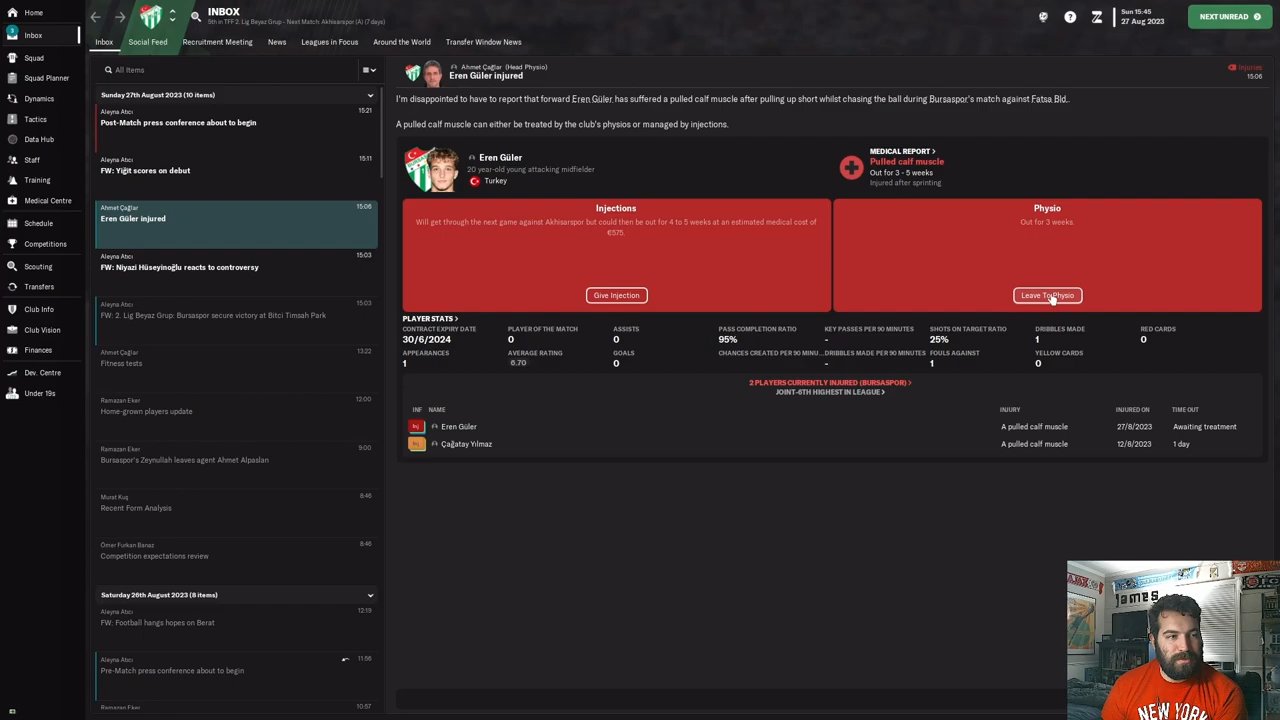 Home
3
Inbox
Squad
Squad Planner
Dynamics
Tactics
Data Hub
Staff
Training
Medical Centre
Schedule
Competitions
Scouting
Transfers
Club Info
Club Vision
Finances
Dev. Centre
Under 19s
INBOX
5th in TFF 2. Lig Beyaz Grup - Next Match: Akhisarspor (A) (7 days)
Sun 15:45
27 Aug 2023
NEXT UNREAD
Inbox
Social Feed
Recruitment Meeting
News
Leagues in Focus
Around the World
Transfer Window News
All Items
Sunday 27th August 2023 (10 items)
Aleyna Atıcı 15:21
Post-Match press conference about to begin
Aleyna Atıcı 15:11
FW: Yiğit scores on debut
Ahmet Çağlar 15:06
Eren Güler injured
Aleyna Atıcı 15:03
FW: Niyazi Hüseyinoğlu reacts to controversy
Aleyna Atıcı 15:03
FW: 2. Lig Beyaz Grup: Bursaspor secure victory at Bitci Timsah Park
Ahmet Çağlar 13:22
Fitness tests
Ramazan Eker 12:00
Home-grown players update
Ramazan Eker 9:00
Bursaspor's Zeynullah leaves agent Ahmet Alpaslan
Murat Kuş 8:46
Recent Form Analysis
Ömer Furkan Banaz 8:46
Competition expectations review
Saturday 26th August 2023 (8 items)
Aleyna Atıcı 12:19
FW: Football hangs hopes on Berat
Aleyna Atıcı 11:56
Pre-Match press conference about to begin
Ramazan Eker 10:57
Ahmet Çağlar (Head Physio)
Eren Güler injured
Injuries
15:06
I'm disappointed to have to report that forward Eren Güler has suffered a pulled calf muscle after pulling up short whilst chasing the ball during Bursaspor's match against Fatsa Bld..
A pulled calf muscle can either be treated by the club's physios or managed by injections.
Eren Güler
20 year-old young attacking midfielder
Turkey
MEDICAL REPORT >
Pulled calf muscle
Out for 3 - 5 weeks
Injured after sprinting
Injections
Will get through the next game against Akhisarspor but could then be out for 4 to 5 weeks at an estimated medical cost of
€575.
Give Injection
Physio
Out for 3 weeks.
Leave To Physio
PLAYER STATS >
CONTRACT EXPIRY DATE PLAYER OF THE MATCH ASSISTS PASS COMPLETION RATIO KEY PASSES PER 90 MINUTES SHOTS ON TARGET RATIO DRIBBLES MADE RED CARDS
30/6/2024 0 0 95% - 25% 1 0
APPEARANCES AVERAGE RATING GOALS CHANCES CREATED PER 90 MINU... DRIBBLES MADE PER 90 MINUTES FOULS AGAINST YELLOW CARDS
1 6.70 0 - 1 0
2 PLAYERS CURRENTLY INJURED (BURSASPOR) >
JOINT-6TH HIGHEST IN LEAGUE >
INF NAME INJURY INJURED ON TIME OUT
Inj Eren Güler A pulled calf muscle 27/8/2023 Awaiting treatment
Inj Çağatay Yılmaz A pulled calf muscle 12/8/2023 1 day
james
NEW YORK